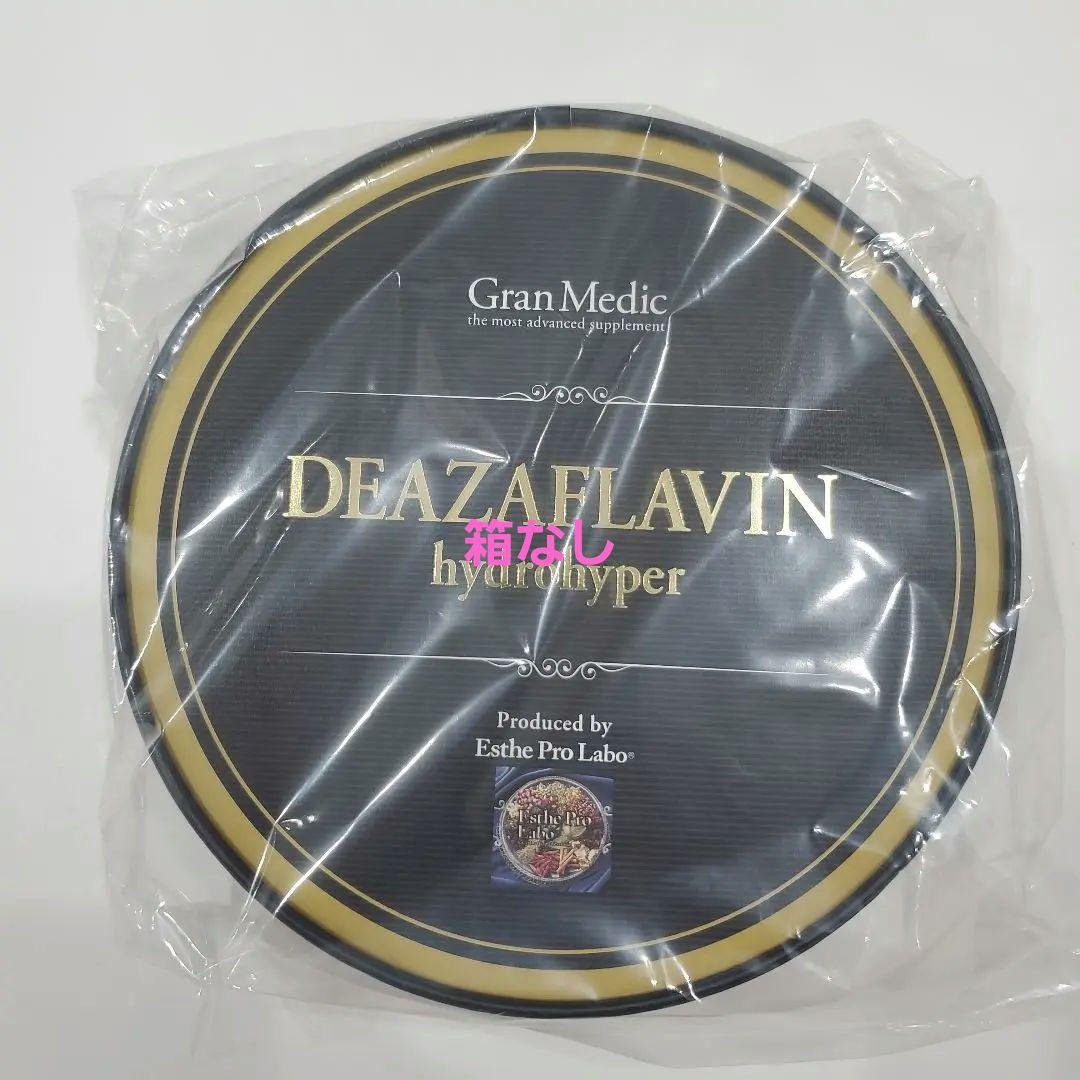 Gran Medic
the most advanced supplement
DEAZAFLAVIN
箱なし
hydrohyper
Produced by
Esthe Pro Labo®
Esthe Pro
Labo